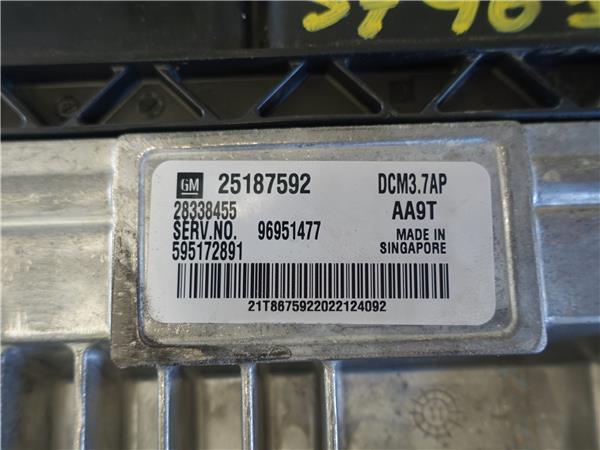 GM 25187592 DCM3.7AP
28338455 AA9T
SERV.NO. 96951477 MADE IN
595172891 SINGAPORE
21T8675922022124092